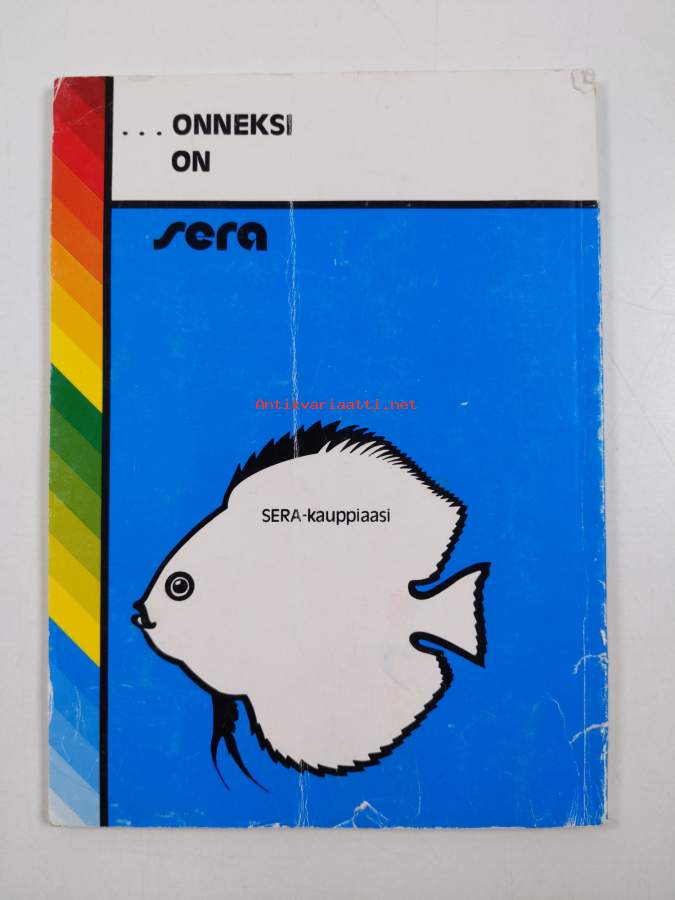 ... ONNEKSI
ON
sera
Antikvariaatti.net
SERA-kauppiaasi